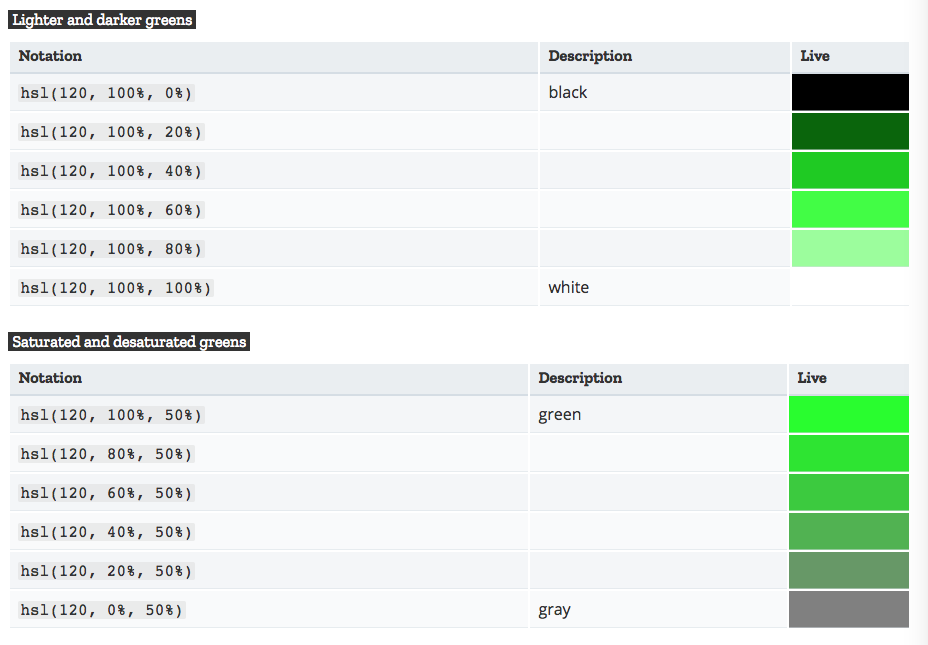 Lighter and darker greens
Notation Description Live
hsl(120, 100%, 0%) black
hsl(120, 100%, 20%)
hsl(120, 100%, 40%)
hsl(120, 100%, 60%)
hsl(120, 100%, 80%)
hsl(120, 100%, 100%) white
Saturated and desaturated greens
Notation Description Live
hsl(120, 100%, 50%) green
hsl(120, 80%, 50%)
hsl(120, 60%, 50%)
hsl(120, 40%, 50%)
hsl(120, 20%, 50%)
hsl(120, 0%, 50%) gray